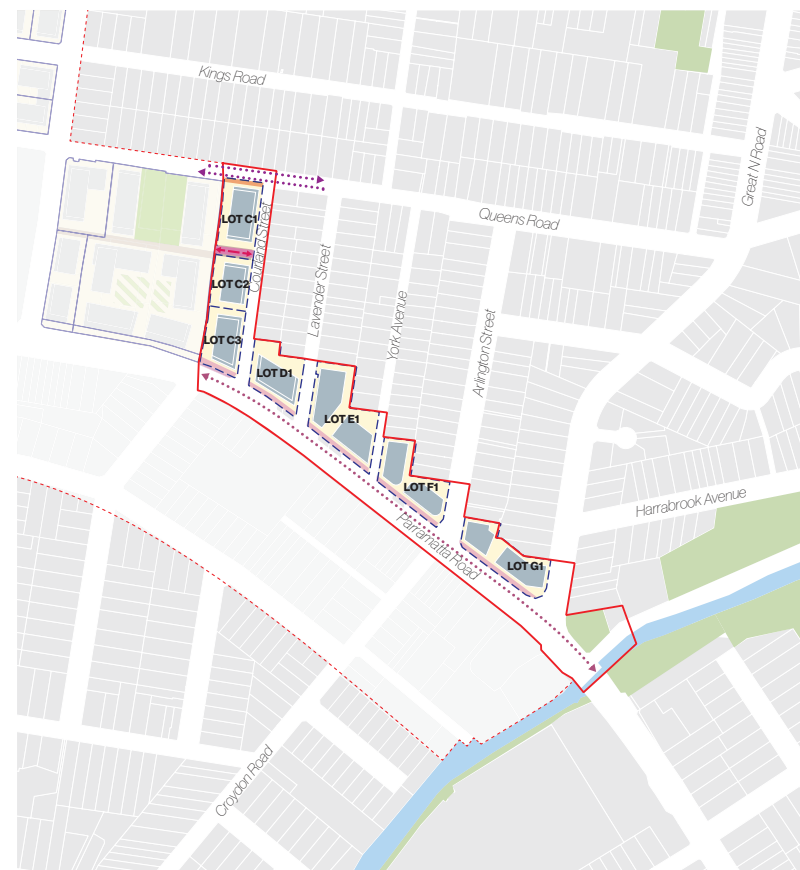 Kings Road
Great N Road
LOT C1
Courland Street
Queens Road
LOT C2
Lavender Street
York Avenue
Arlington Street
LOT C3
LOT D1
LOT E1
LOT F1
Harrabrook Avenue
Parramatta Road
LOT G1
Croydon Road